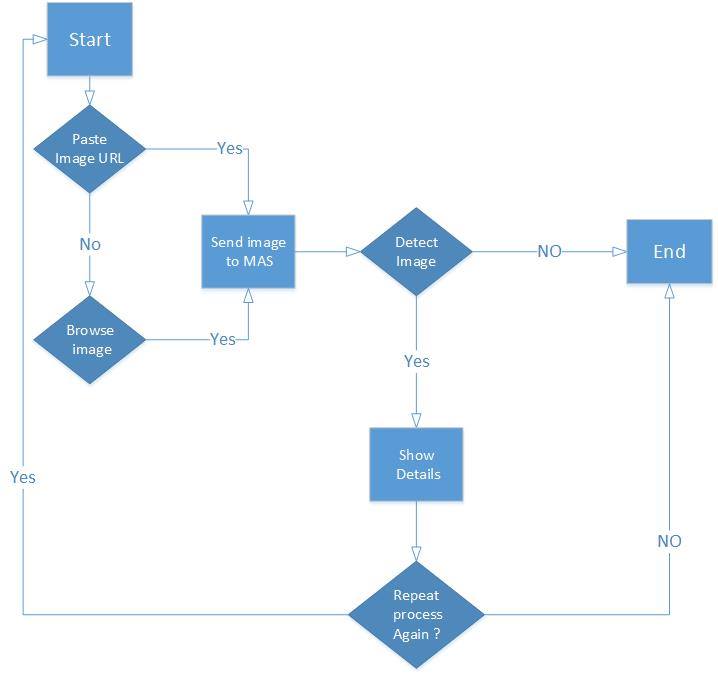 Start
Paste
Image URL
Yes
No
Send image
to MAS
Detect
Image
NO
End
Browse
image
Yes
Yes
Show
Details
Yes
NO
Repeat
process
Again ?